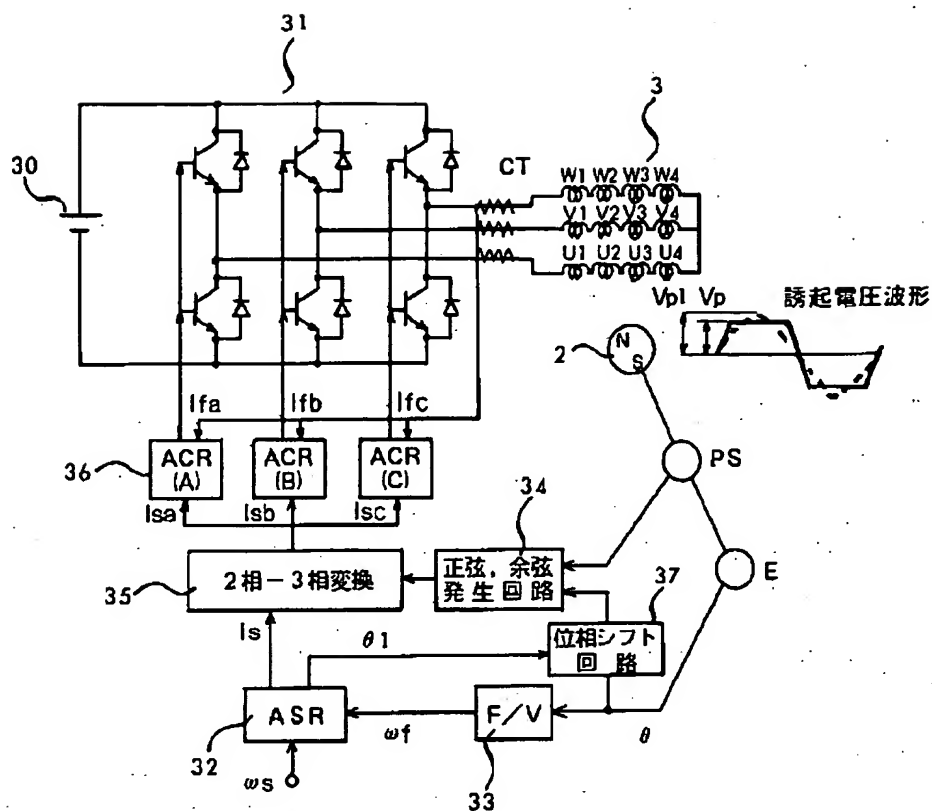 31
3
30
CT
W1 W2 W3 W4
V1 V2 V3 V4
U1 U2 U3 U4
Vp1 Vp 誘起電圧波形
2
N
S
Ifa Ifb Ifc
PS
36
ACR
(A)
ACR
(B)
ACR
(C)
Isa Isb Isc
34
35
2相-3相変換
正弦,余弦
発生回路
E
37
Is
θ1
位相シフト
回路
32
ASR
ωf
F/V
θ
ωs
33